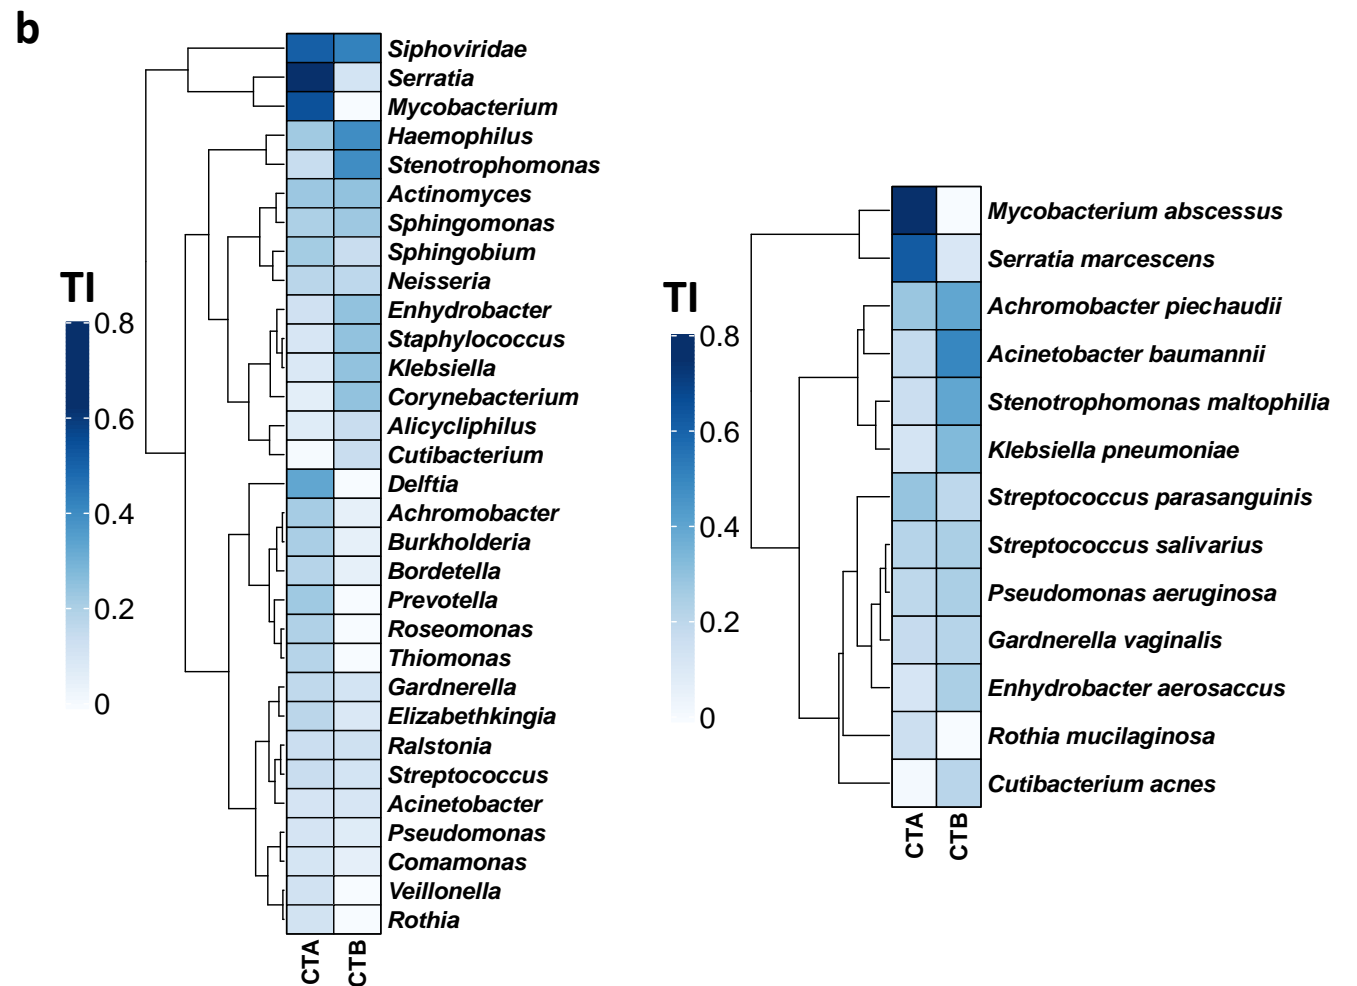 b
TI
0.8
0.6
0.4
0.2
0
Siphoviridae
Serratia
Mycobacterium
Haemophilus
Stenotrophomonas
Actinomyces
Sphingomonas
Sphingobium
Neisseria
Enhydrobacter
Staphylococcus
Klebsiella
Corynebacterium
Alicycliphilus
Cutibacterium
Delftia
Achromobacter
Burkholderia
Bordetella
Prevotella
Roseomonas
Thiomonas
Gardnerella
Elizabethkingia
Ralstonia
Streptococcus
Acinetobacter
Pseudomonas
Comamonas
Veillonella
Rothia
CTA
CTB
TI
0.8
0.6
0.4
0.2
0
Mycobacterium abscessus
Serratia marcescens
Achromobacter piechaudii
Acinetobacter baumannii
Stenotrophomonas maltophilia
Klebsiella pneumoniae
Streptococcus parasanguinis
Streptococcus salivarius
Pseudomonas aeruginosa
Gardnerella vaginalis
Enhydrobacter aerosaccus
Rothia mucilaginosa
Cutibacterium acnes
CTA
CTB